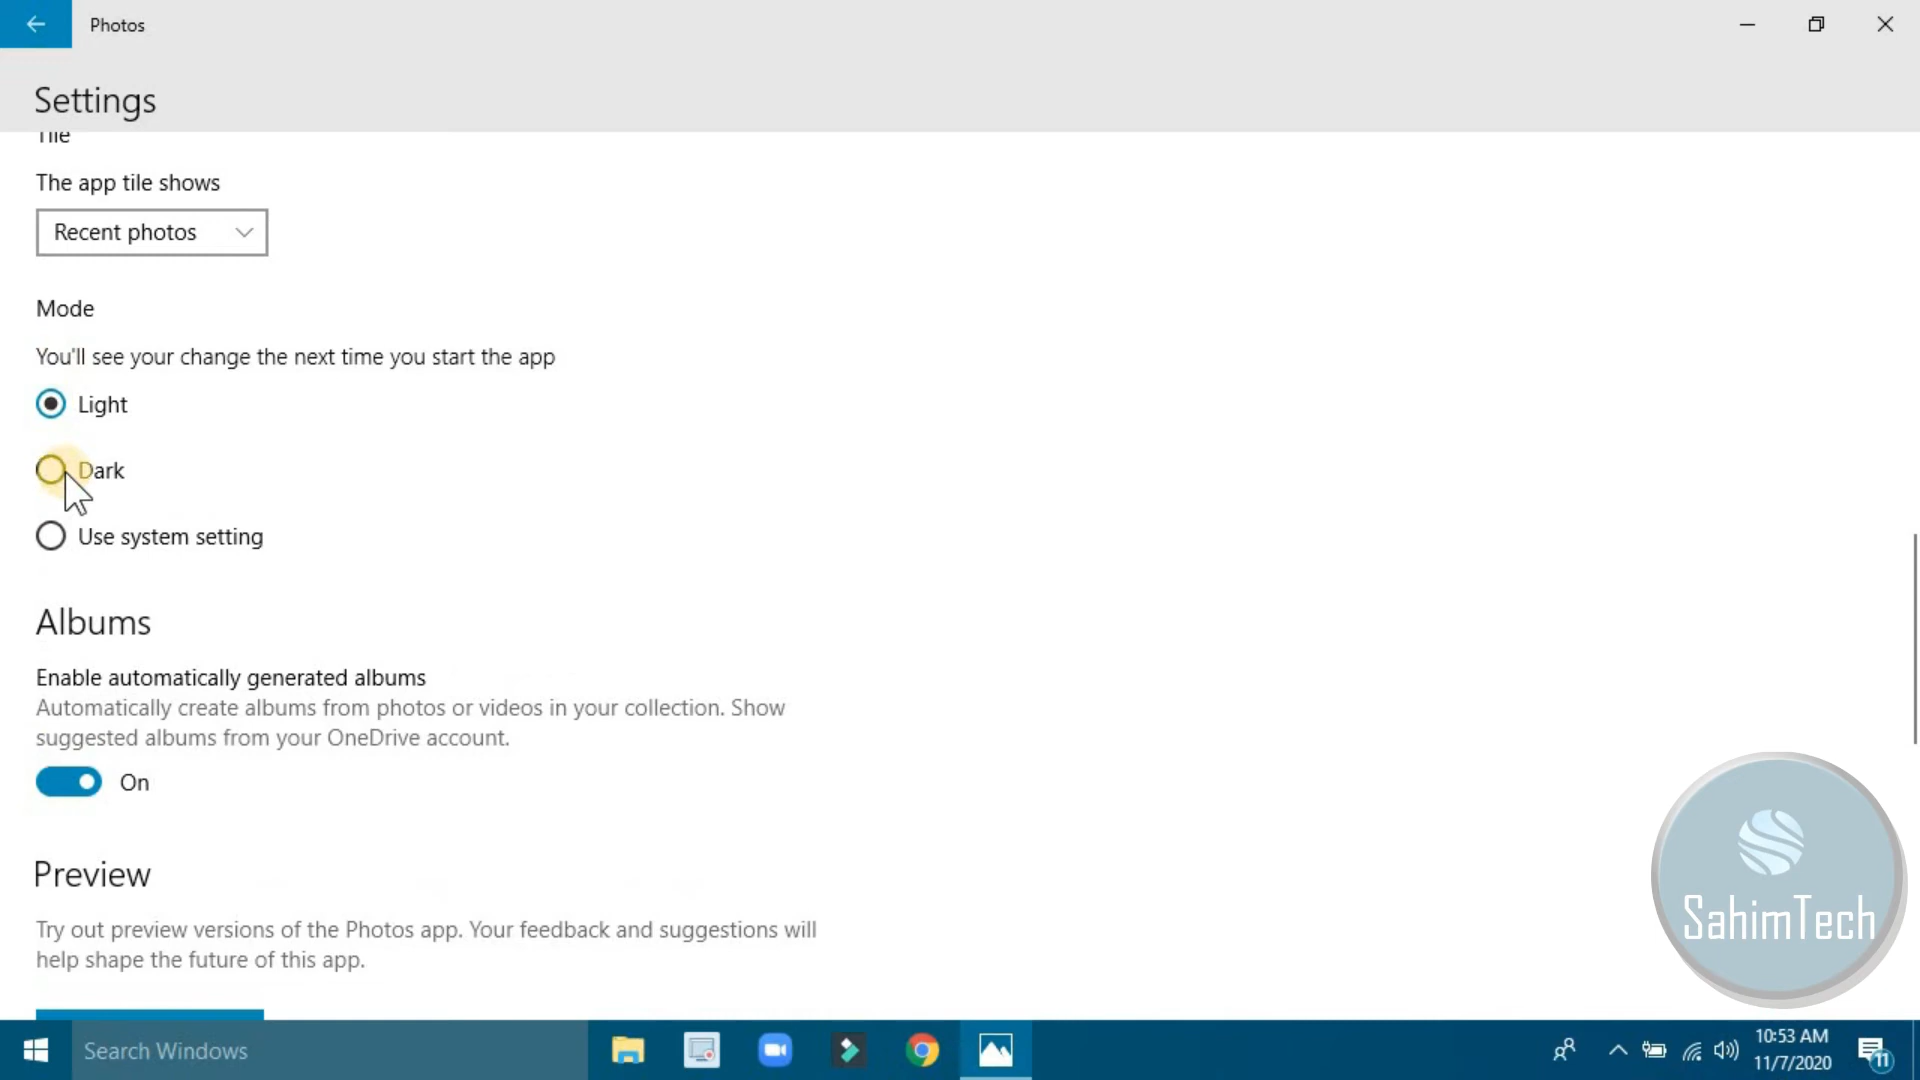 Photos
Settings
Tile
The app tile shows
Recent photos
Mode
You'll see your change the next time you start the app
Light
Dark
Use system setting
Albums
Enable automatically generated albums
Automatically create albums from photos or videos in your collection. Show
suggested albums from your OneDrive account.
On
Preview
Try out preview versions of the Photos app. Your feedback and suggestions will
help shape the future of this app.
SahimTech
Search Windows
10:53 AM
11/7/2020
11